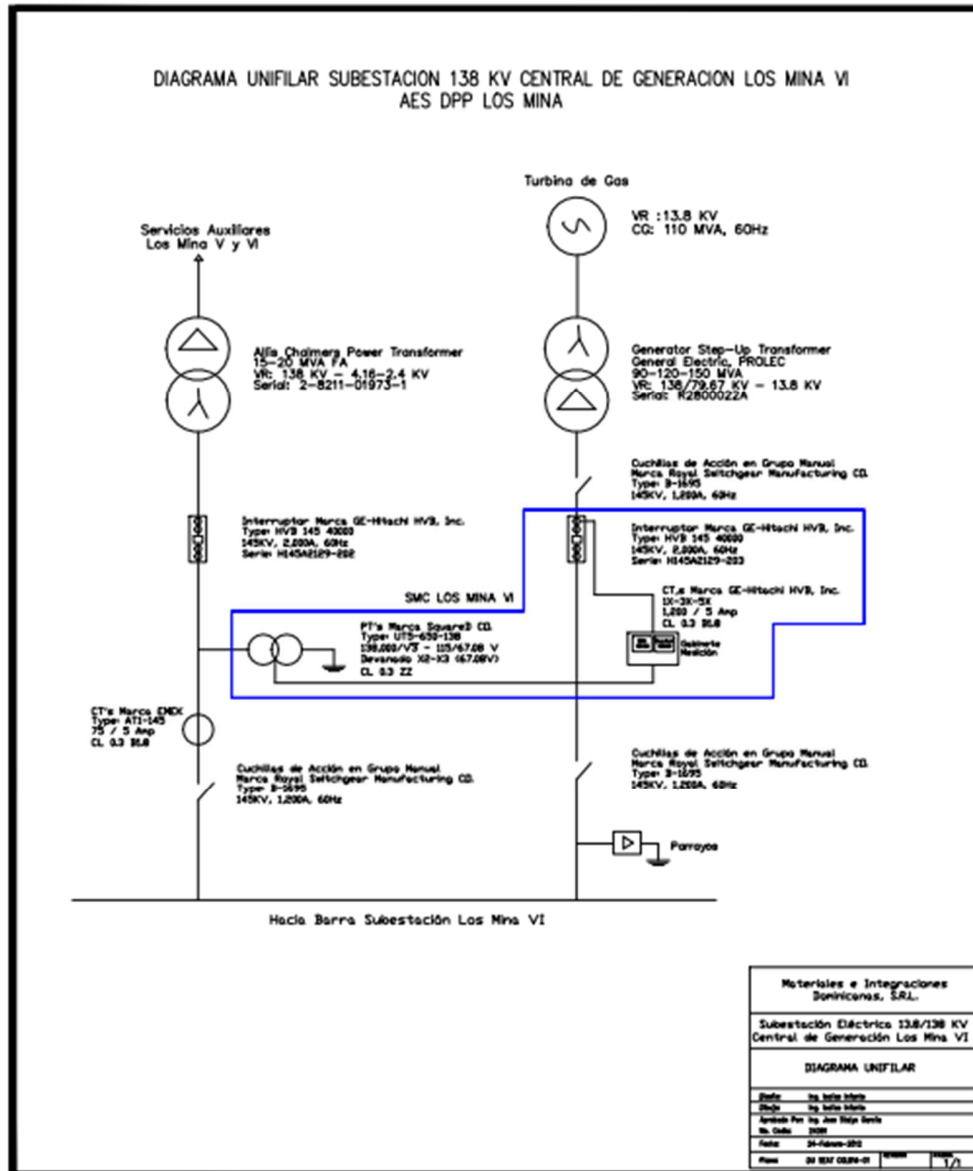 DIAGRAMA UNIFILAR SUBESTACION 138 KV CENTRAL DE GENERACION LOS MINA VI
AES DPP LOS MINA
Turbina de Gas
VR :13.8 KV
CG: 110 MVA, 60Hz
Servicios Auxiliares
Los Mina V y VI
Allis Chalmers Power Transformer
15-20 MVA FA
VR: 138 KV - 4.16-2.4 KV
Serial: 2-8211-01973-1
Generator Step-Up Transformer
General Electric, PROLEC
90-120-150 MVA
VR: 138/79.67 KV - 13.8 KV
Serial: R2800022A
Cuchillas de Acción en Grupo Manual
Marca Royal Switchgear Manufacturing CO.
Type: B-1695
145KV, 1,200A, 60Hz
Interruptor Marca GE-Hitachi HVB, Inc.
Type: HVB 145 40000
145KV, 2,000A, 60Hz
Serie: H145A2129-202
Interruptor Marca GE-Hitachi HVB, Inc.
Type: HVB 145 40000
145KV, 2,000A, 60Hz
Serie: H145A2129-203
SMC LOS MINA VI
CT,s Marca GE-Hitachi HVB, Inc.
1X-3X-5X
1,200 / 5 Amp
CL 0.3 B1.8
PT's Marca SquareD CO.
Type: UTS-650-138
138,000/√3 - 115/67.08 V
Devanado X2-X3 (67.08V)
CL 0.3 ZZ
Gabinete
Medición
CT's Marca EMEK
Type: AT1-145
75 / 5 Amp
CL 0.3 B1.8
Cuchillas de Acción en Grupo Manual
Marca Royal Switchgear Manufacturing CO.
Type: B-1695
145KV, 1,200A, 60Hz
Cuchillas de Acción en Grupo Manual
Marca Royal Switchgear Manufacturing CO.
Type: B-1695
145KV, 1,200A, 60Hz
Parrayos
Hacia Barra Subestación Los Mina VI
Materiales e Integraciones
Dominicanas, S.R.L.
Subestación Eléctrica 13.8/138 KV
Central de Generación Los Mina VI
DIAGRAMA UNIFILAR
Aprobado Por:
Fecha:
Plano:
1/1